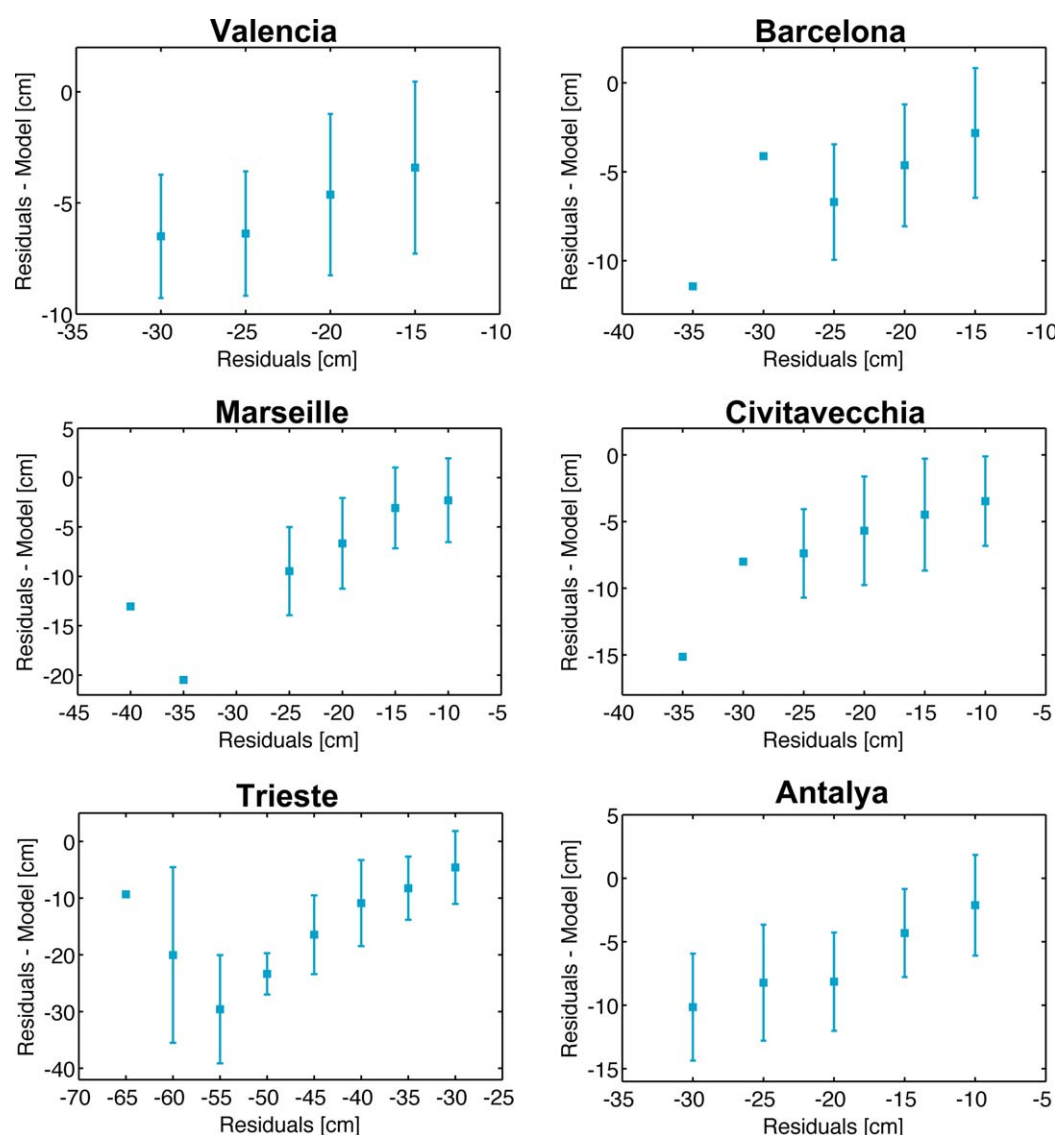 Valencia
Residuals - Model [cm]
0
-5
-10
-35 -30 -25 -20 -15 -10
Residuals [cm]
Barcelona
Residuals - Model [cm]
0
-5
-10
-40 -35 -30 -25 -20 -15 -10
Residuals [cm]
Marseille
Residuals - Model [cm]
5
0
-5
-10
-15
-20
-45 -40 -35 -30 -25 -20 -15 -10 -5
Residuals [cm]
Civitavecchia
Residuals - Model [cm]
0
-5
-10
-15
-40 -35 -30 -25 -20 -15 -10 -5
Residuals [cm]
Trieste
Residuals - Model [cm]
0
-10
-20
-30
-40
-70 -65 -60 -55 -50 -45 -40 -35 -30 -25
Residuals [cm]
Antalya
Residuals - Model [cm]
5
0
-5
-10
-15
-35 -30 -25 -20 -15 -10 -5
Residuals [cm]